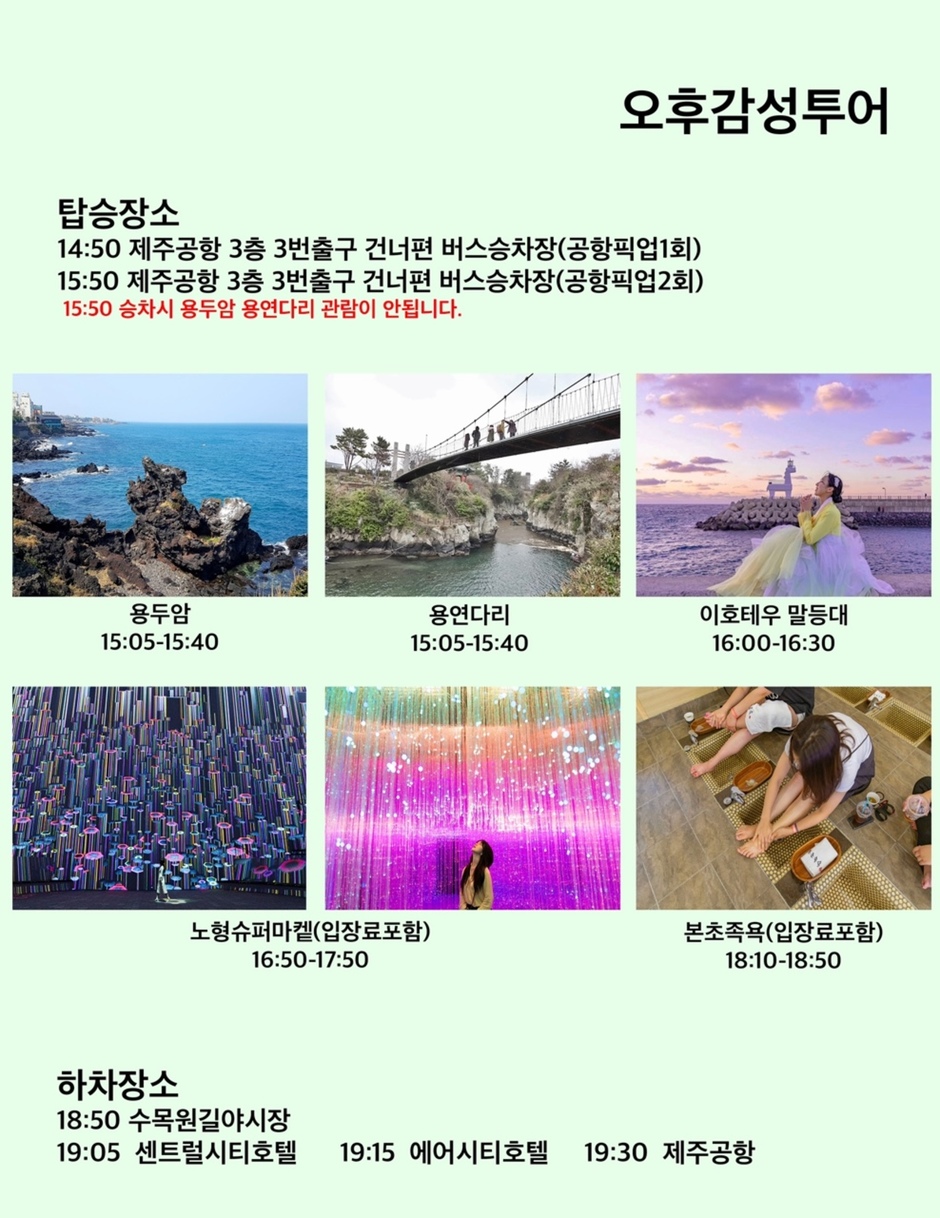 오후감성투어
탑승장소
14:50 제주공항 3층 3번출구 건너편 버스승차장(공항픽업1회)
15:50 제주공항 3층 3번출구 건너편 버스승차장(공항픽업2회)
15:50 승차시 용두암 용연다리 관람이 안됩니다.
용두암
15:05-15:40
용연다리
15:05-15:40
이호테우 말등대
16:00-16:30
노형슈퍼마켙(입장료포함)
16:50-17:50
본초족욕(입장료포함)
18:10-18:50
하차장소
18:50 수목원길야시장
19:05 센트럴시티호텔 19:15 에어시티호텔 19:30 제주공항